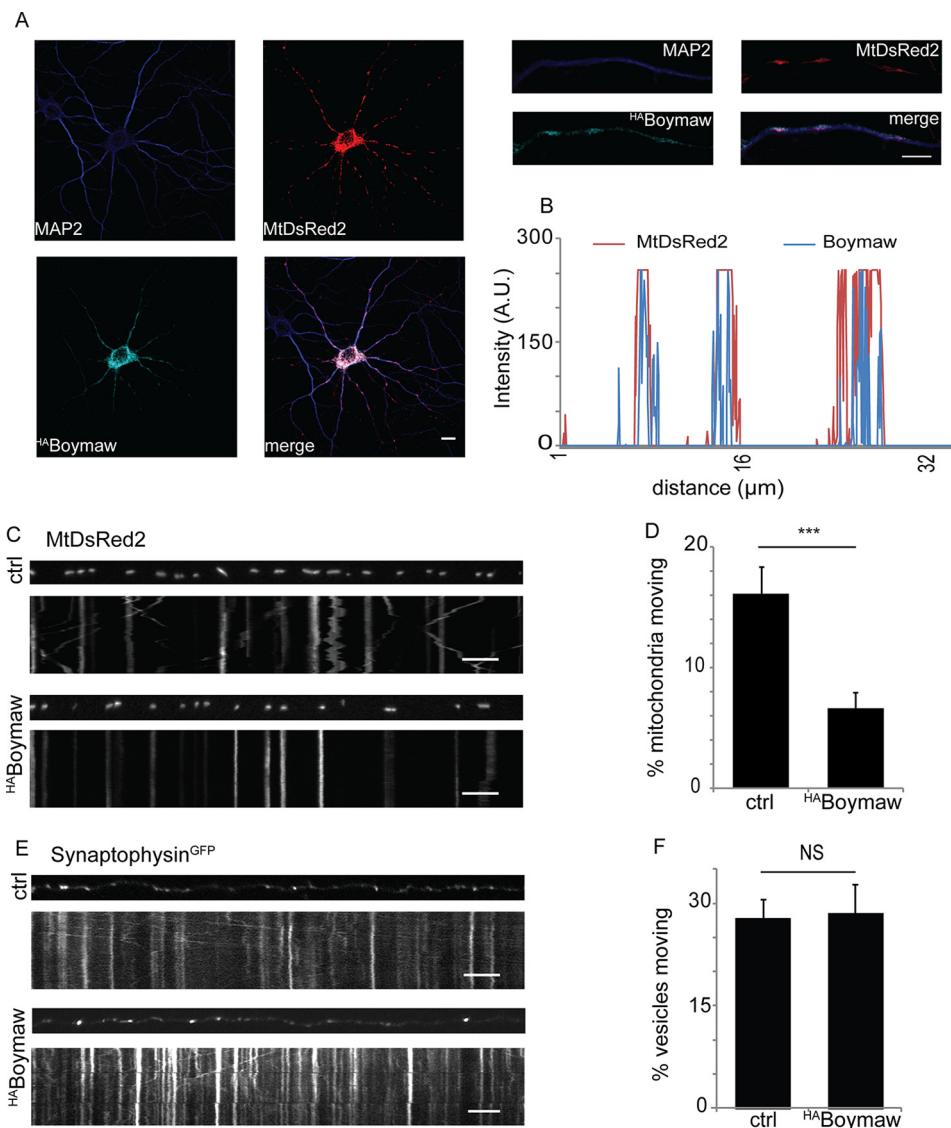 A
MAP2
MtDsRed2
HABoymaw
merge
MAP2
MtDsRed2
HABoymaw
merge
B
MtDsRed2
Boymaw
Intensity (A.U.)
300
150
0
1
16
32
distance (µm)
C
MtDsRed2
ctrl
HABoymaw
D
***
% mitochondria moving
20
10
0
ctrl
HABoymaw
E
SynaptophysinGFP
ctrl
HABoymaw
F
NS
% vesicles moving
30
15
0
ctrl
HABoymaw